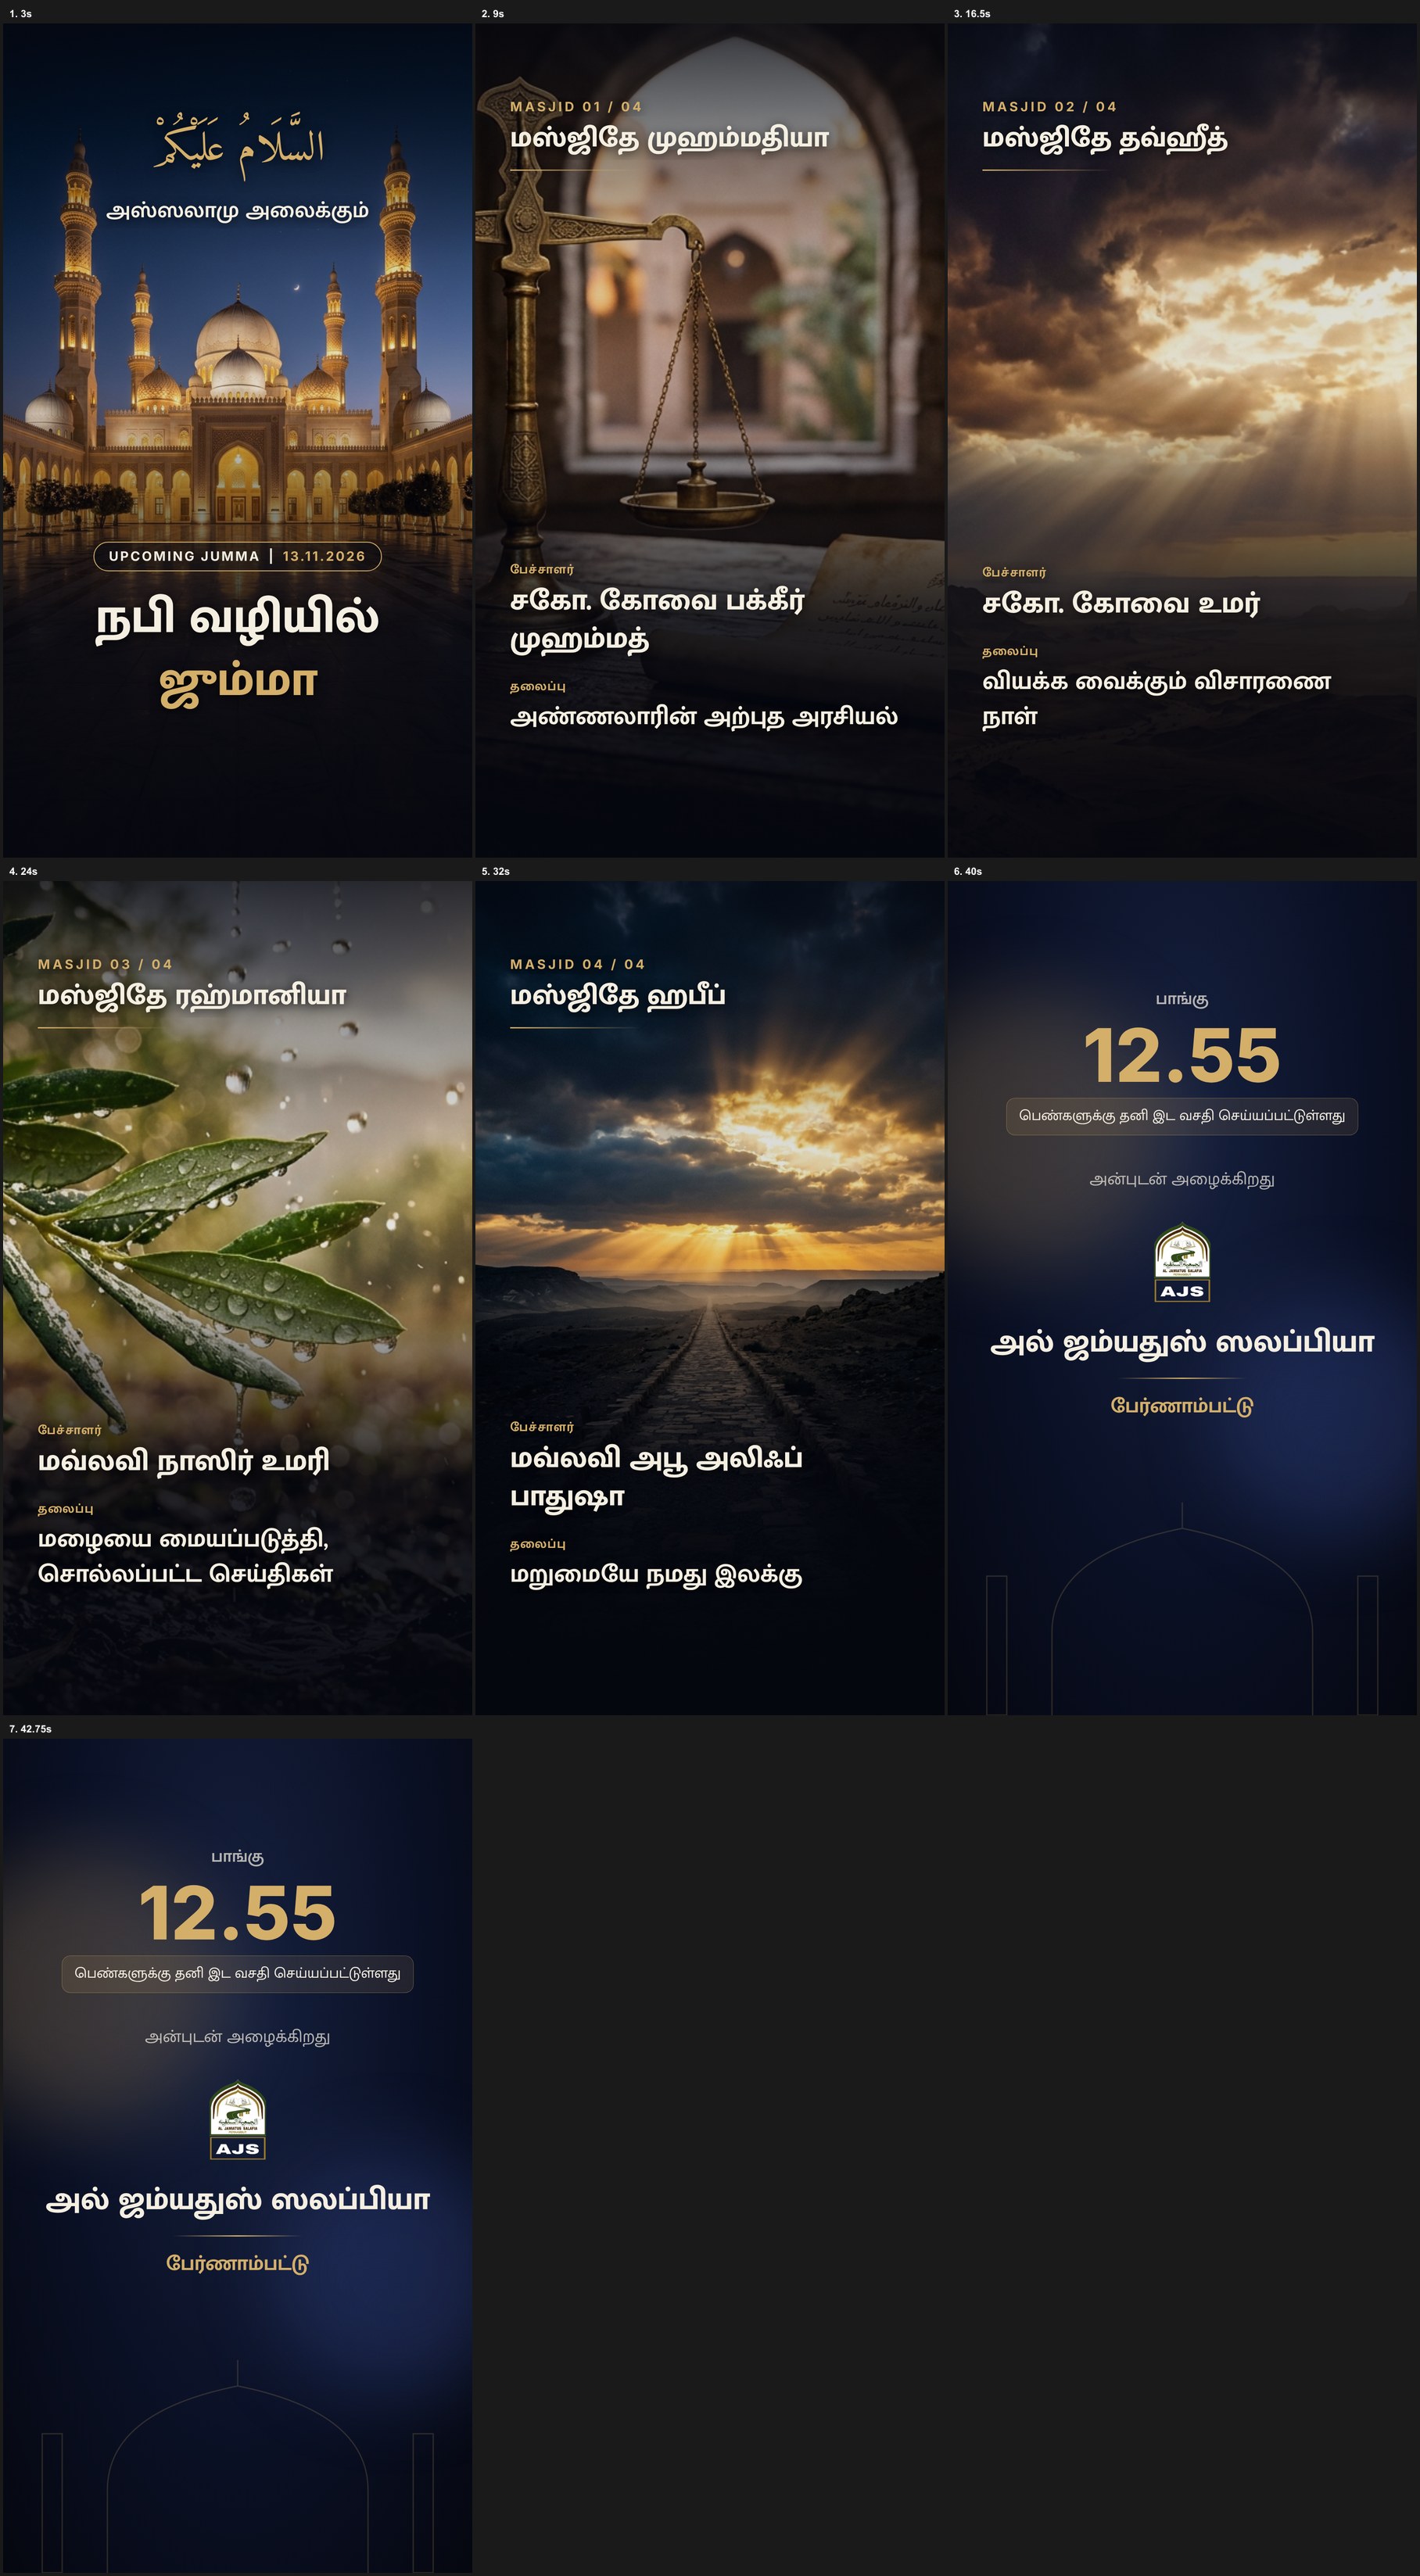 1. 3s
السَّلَامُ عَلَيْكُمْ
அஸ்ஸலாமு அலைக்கும்
UPCOMING JUMMA | 13.11.2026
நபி வழியில்
ஜும்மா
2. 9s
MASJID 01 / 04
மஸ்ஜிதே முஹம்மதியா
பேச்சாளர்
சகோ. கோவை பக்கீர்
முஹம்மத்
தலைப்பு
அண்ணலாரின் அற்புத அரசியல்
3. 16.5s
MASJID 02 / 04
மஸ்ஜிதே தவ்ஹீத்
பேச்சாளர்
சகோ. கோவை உமர்
தலைப்பு
வியக்க வைக்கும் விசாரணை
நாள்
4. 24s
MASJID 03 / 04
மஸ்ஜிதே ரஹ்மானியா
பேச்சாளர்
மவ்லவி நாஸிர் உமரி
தலைப்பு
மழையை மையப்படுத்தி,
சொல்லப்பட்ட செய்திகள்
5. 32s
MASJID 04 / 04
மஸ்ஜிதே ஹபீப்
பேச்சாளர்
மவ்லவி அபூ அலிஃப்
பாதுஷா
தலைப்பு
மறுமையே நமது இலக்கு
6. 40s
பாங்கு
12.55
பெண்களுக்கு தனி இட வசதி செய்யப்பட்டுள்ளது
அன்புடன் அழைக்கிறது
AJS
அல் ஜம்யதுஸ் ஸலப்பியா
பேர்ணாம்பட்டு
7. 42.75s
பாங்கு
12.55
பெண்களுக்கு தனி இட வசதி செய்யப்பட்டுள்ளது
அன்புடன் அழைக்கிறது
AJS
அல் ஜம்யதுஸ் ஸலப்பியா
பேர்ணாம்பட்டு